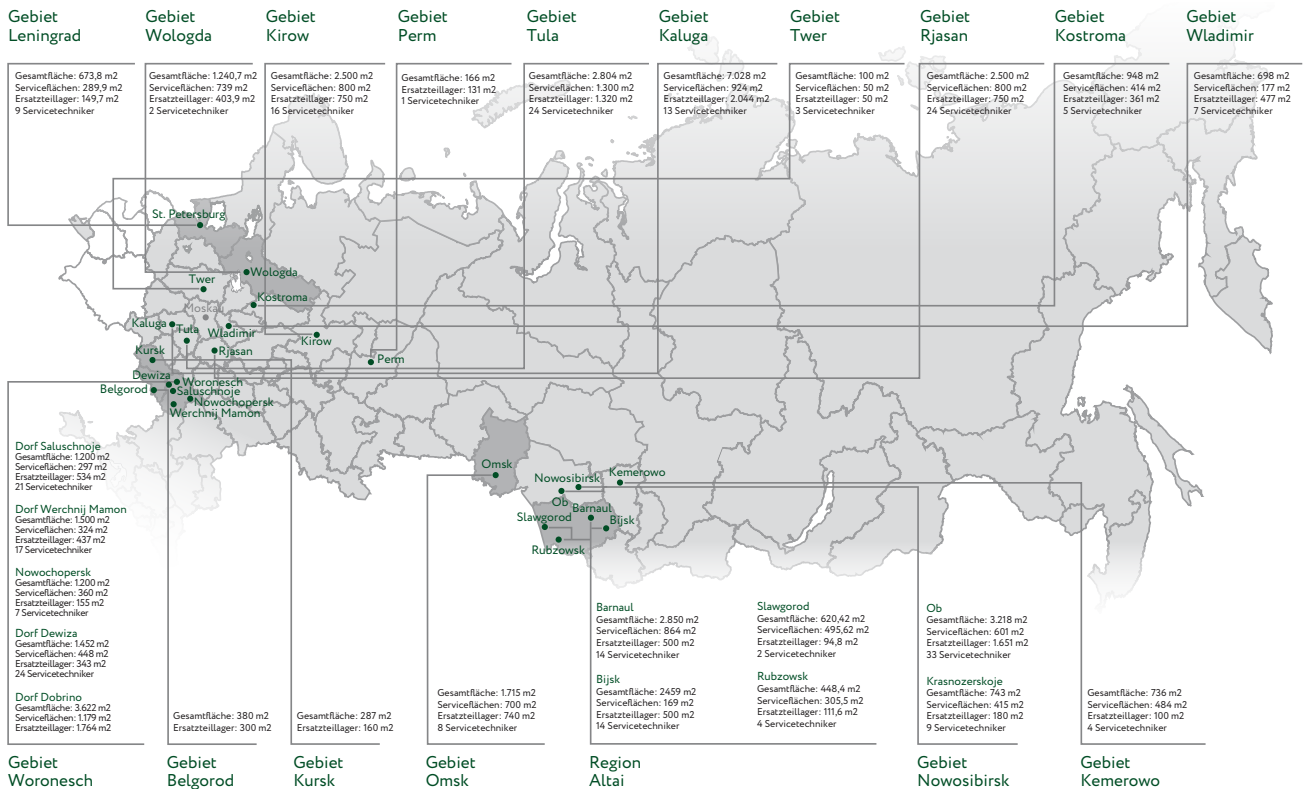 Gebiet
Leningrad
Gesamtfläche: 673,8 m2
Serviceflächen: 289,9 m2
Ersatzteillager: 149,7 m2
9 Servicetechniker
Gebiet
Wologda
Gesamtfläche: 1.240,7 m2
Serviceflächen: 739 m2
Ersatzteillager: 403,9 m2
2 Servicetechniker
Gebiet
Kirow
Gesamtfläche: 2.500 m2
Serviceflächen: 800 m2
Ersatzteillager: 750 m2
16 Servicetechniker
Gebiet
Perm
Gesamtfläche: 166 m2
Ersatzteillager: 131 m2
1 Servicetechniker
Gebiet
Tula
Gesamtfläche: 2.804 m2
Serviceflächen: 1.300 m2
Ersatzteillager: 1.320 m2
24 Servicetechniker
Gebiet
Kaluga
Gesamtfläche: 7.028 m2
Serviceflächen: 924 m2
Ersatzteillager: 2.044 m2
13 Servicetechniker
Gebiet
Twer
Gesamtfläche: 100 m2
Serviceflächen: 50 m2
Ersatzteillager: 50 m2
3 Servicetechniker
Gebiet
Rjasan
Gesamtfläche: 2.500 m2
Serviceflächen: 800 m2
Ersatzteillager: 750 m2
24 Servicetechniker
Gebiet
Kostroma
Gesamtfläche: 948 m2
Serviceflächen: 414 m2
Ersatzteillager: 361 m2
5 Servicetechniker
Gebiet
Wladimir
Gesamtfläche: 698 m2
Serviceflächen: 177 m2
Ersatzteillager: 477 m2
7 Servicetechniker
St. Petersburg
Wologda
Twer
Kostroma
Moskau
Kaluga
Tula
Wladimir
Kirow
Kursk
Rjasan
Perm
Dewiza
Woronesch
Belgorod
Saluschnoje
Nowochopersk
Werchnij Mamon
Omsk
Nowosibirsk
Kemerowo
Ob
Barnaul
Slawgorod
Bijsk
Rubzowsk
Dorf Saluschnoje
Gesamtfläche: 1.200 m2
Serviceflächen: 297 m2
Ersatzteillager: 534 m2
21 Servicetechniker
Dorf Werchnij Mamon
Gesamtfläche: 1.500 m2
Serviceflächen: 324 m2
Ersatzteillager: 437 m2
17 Servicetechniker
Nowochopersk
Gesamtfläche: 1.200 m2
Serviceflächen: 360 m2
Ersatzteillager: 155 m2
7 Servicetechniker
Dorf Dewiza
Gesamtfläche: 1.452 m2
Serviceflächen: 448 m2
Ersatzteillager: 343 m2
24 Servicetechniker
Dorf Dobrino
Gesamtfläche: 3.622 m2
Serviceflächen: 1.179 m2
Ersatzteillager: 1.764 m2
Gebiet
Woronesch
Gesamtfläche: 380 m2
Ersatzteillager: 300 m2
Gebiet
Belgorod
Gesamtfläche: 287 m2
Ersatzteillager: 160 m2
Gebiet
Kursk
Gesamtfläche: 1.715 m2
Serviceflächen: 700 m2
Ersatzteillager: 740 m2
8 Servicetechniker
Gebiet
Omsk
Barnaul
Gesamtfläche: 2.850 m2
Serviceflächen: 864 m2
Ersatzteillager: 500 m2
14 Servicetechniker
Bijsk
Gesamtfläche: 2459 m2
Serviceflächen: 169 m2
Ersatzteillager: 500 m2
14 Servicetechniker
Slawgorod
Gesamtfläche: 620,42 m2
Serviceflächen: 495,62 m2
Ersatzteillager: 94,8 m2
2 Servicetechniker
Rubzowsk
Gesamtfläche: 448,4 m2
Serviceflächen: 305,5 m2
Ersatzteillager: 111,6 m2
4 Servicetechniker
Region
Altai
Ob
Gesamtfläche: 3.218 m2
Serviceflächen: 601 m2
Ersatzteillager: 1.651 m2
33 Servicetechniker
Krasnozerskoje
Gesamtfläche: 743 m2
Serviceflächen: 415 m2
Ersatzteillager: 180 m2
9 Servicetechniker
Gebiet
Nowosibirsk
Gesamtfläche: 736 m2
Serviceflächen: 484 m2
Ersatzteillager: 100 m2
4 Servicetechniker
Gebiet
Kemerowo